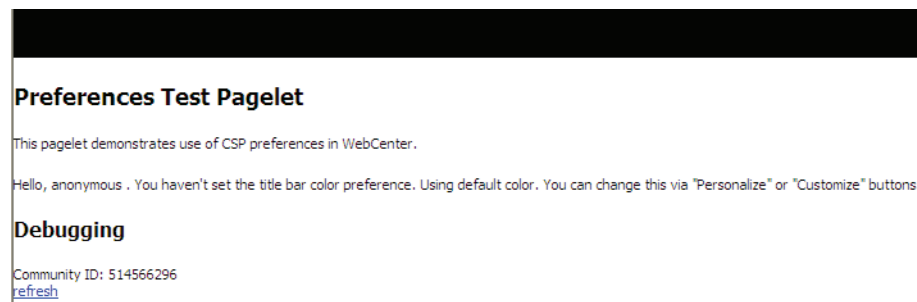 Preferences Test Pagelet
This pagelet demonstrates use of CSP preferences in WebCenter.
Hello, anonymous . You haven't set the title bar color preference. Using default color. You can change this via "Personalize" or "Customize" buttons
Debugging
Community ID: 514566296
refresh